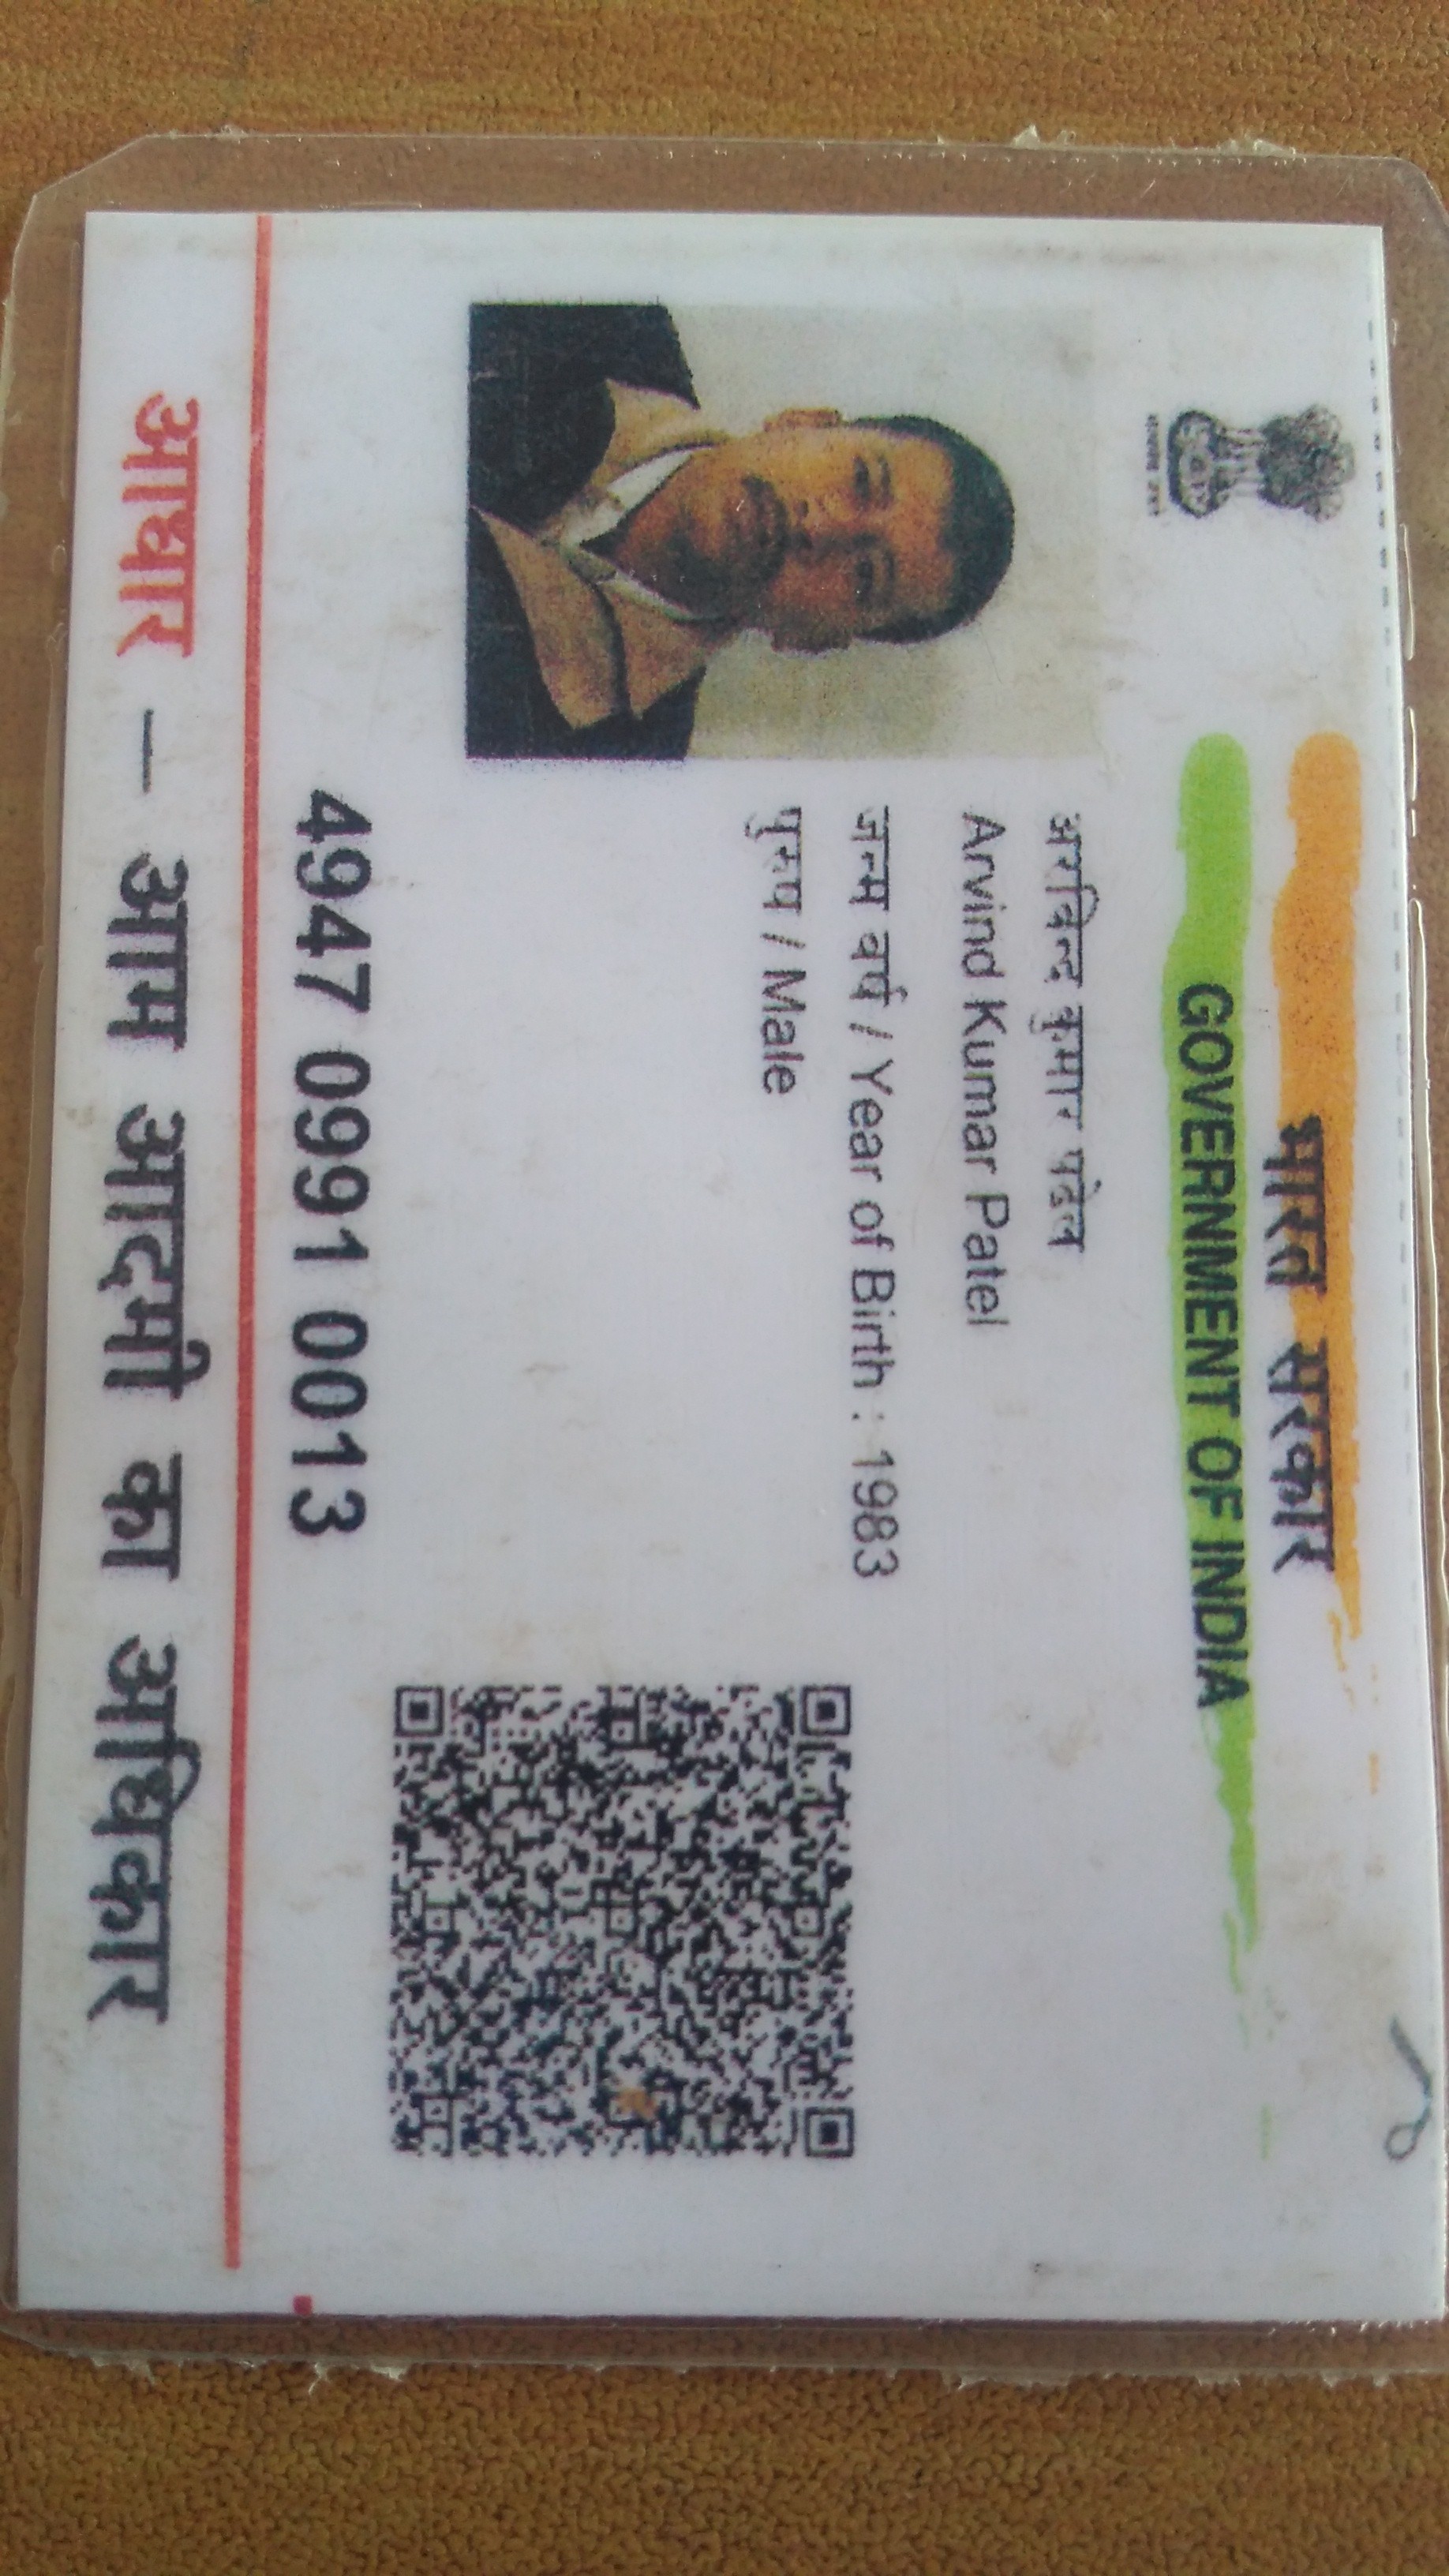 भारत सरकार
GOVERNMENT OF INDIA
अरविन्द कुमार पटेल
Arvind Kumar Patel
जन्म वर्ष / Year of Birth : 1983
पुरुष / Male
4947 0991 0013
आधार — आम आदमी का अधिकार